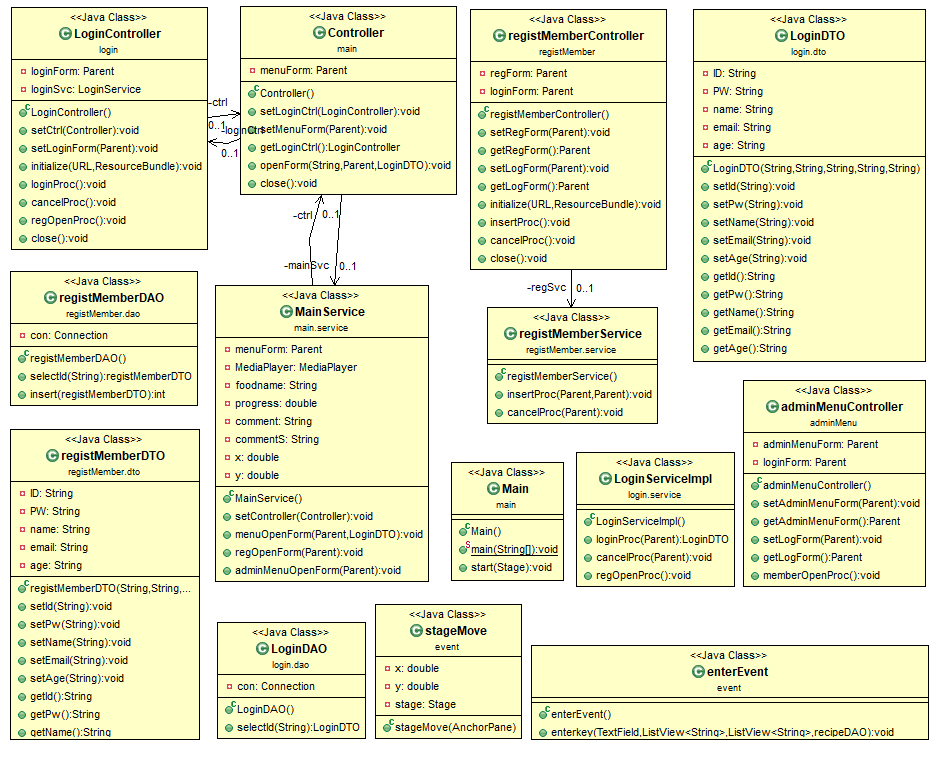 <<Java Class>>
LoginController
login
loginForm: Parent
loginSvc: LoginService
LoginController()
setCtrl(Controller):void
setLoginForm(Parent):void
initialize(URL,ResourceBundle):void
loginProc():void
cancelProc():void
regOpenProc():void
close():void
-ctrl
0..1
-loginCtrl
0..1
<<Java Class>>
Controller
main
menuForm: Parent
Controller()
setLoginCtrl(LoginController):void
setMenuForm(Parent):void
getLoginCtrl():LoginController
openForm(String,Parent,LoginDTO):void
close():void
-ctrl
0..1
-mainSvc
0..1
<<Java Class>>
registMemberController
registMember
regForm: Parent
loginForm: Parent
registMemberController()
setRegForm(Parent):void
getRegForm():Parent
setLogForm(Parent):void
getLogForm():Parent
initialize(URL,ResourceBundle):void
insertProc():void
cancelProc():void
close():void
-regSvc
0..1
<<Java Class>>
LoginDTO
login.dto
ID: String
PW: String
name: String
email: String
age: String
LoginDTO(String,String,String,String,String)
setId(String):void
setPw(String):void
setName(String):void
setEmail(String):void
setAge(String):void
getId():String
getPw():String
getName():String
getEmail():String
getAge():String
<<Java Class>>
registMemberDAO
registMember.dao
con: Connection
registMemberDAO()
selectId(String):registMemberDTO
insert(registMemberDTO):int
<<Java Class>>
MainService
main.service
menuForm: Parent
MediaPlayer: MediaPlayer
foodname: String
progress: double
comment: String
commentS: String
x: double
y: double
MainService()
setController(Controller):void
menuOpenForm(Parent,LoginDTO):void
regOpenForm(Parent):void
adminMenuOpenForm(Parent):void
<<Java Class>>
registMemberService
registMember.service
registMemberService()
insertProc(Parent,Parent):void
cancelProc(Parent):void
<<Java Class>>
adminMenuController
adminMenu
adminMenuForm: Parent
loginForm: Parent
adminMenuController()
setAdminMenuForm(Parent):void
getAdminMenuForm():Parent
setLogForm(Parent):void
getLogForm():Parent
memberOpenProc():void
<<Java Class>>
registMemberDTO
registMember.dto
ID: String
PW: String
name: String
email: String
age: String
registMemberDTO(String,String,...
setId(String):void
setPw(String):void
setName(String):void
setEmail(String):void
setAge(String):void
getId():String
getPw():String
getName():String
<<Java Class>>
Main
main
Main()
main(String[]):void
start(Stage):void
<<Java Class>>
LoginServiceImpl
login.service
LoginServiceImpl()
loginProc(Parent):LoginDTO
cancelProc(Parent):void
regOpenProc():void
<<Java Class>>
LoginDAO
login.dao
con: Connection
LoginDAO()
selectId(String):LoginDTO
<<Java Class>>
stageMove
event
x: double
y: double
stage: Stage
stageMove(AnchorPane)
<<Java Class>>
enterEvent
event
enterEvent()
enterkey(TextField,ListView<String>,ListView<String>,recipeDAO):void